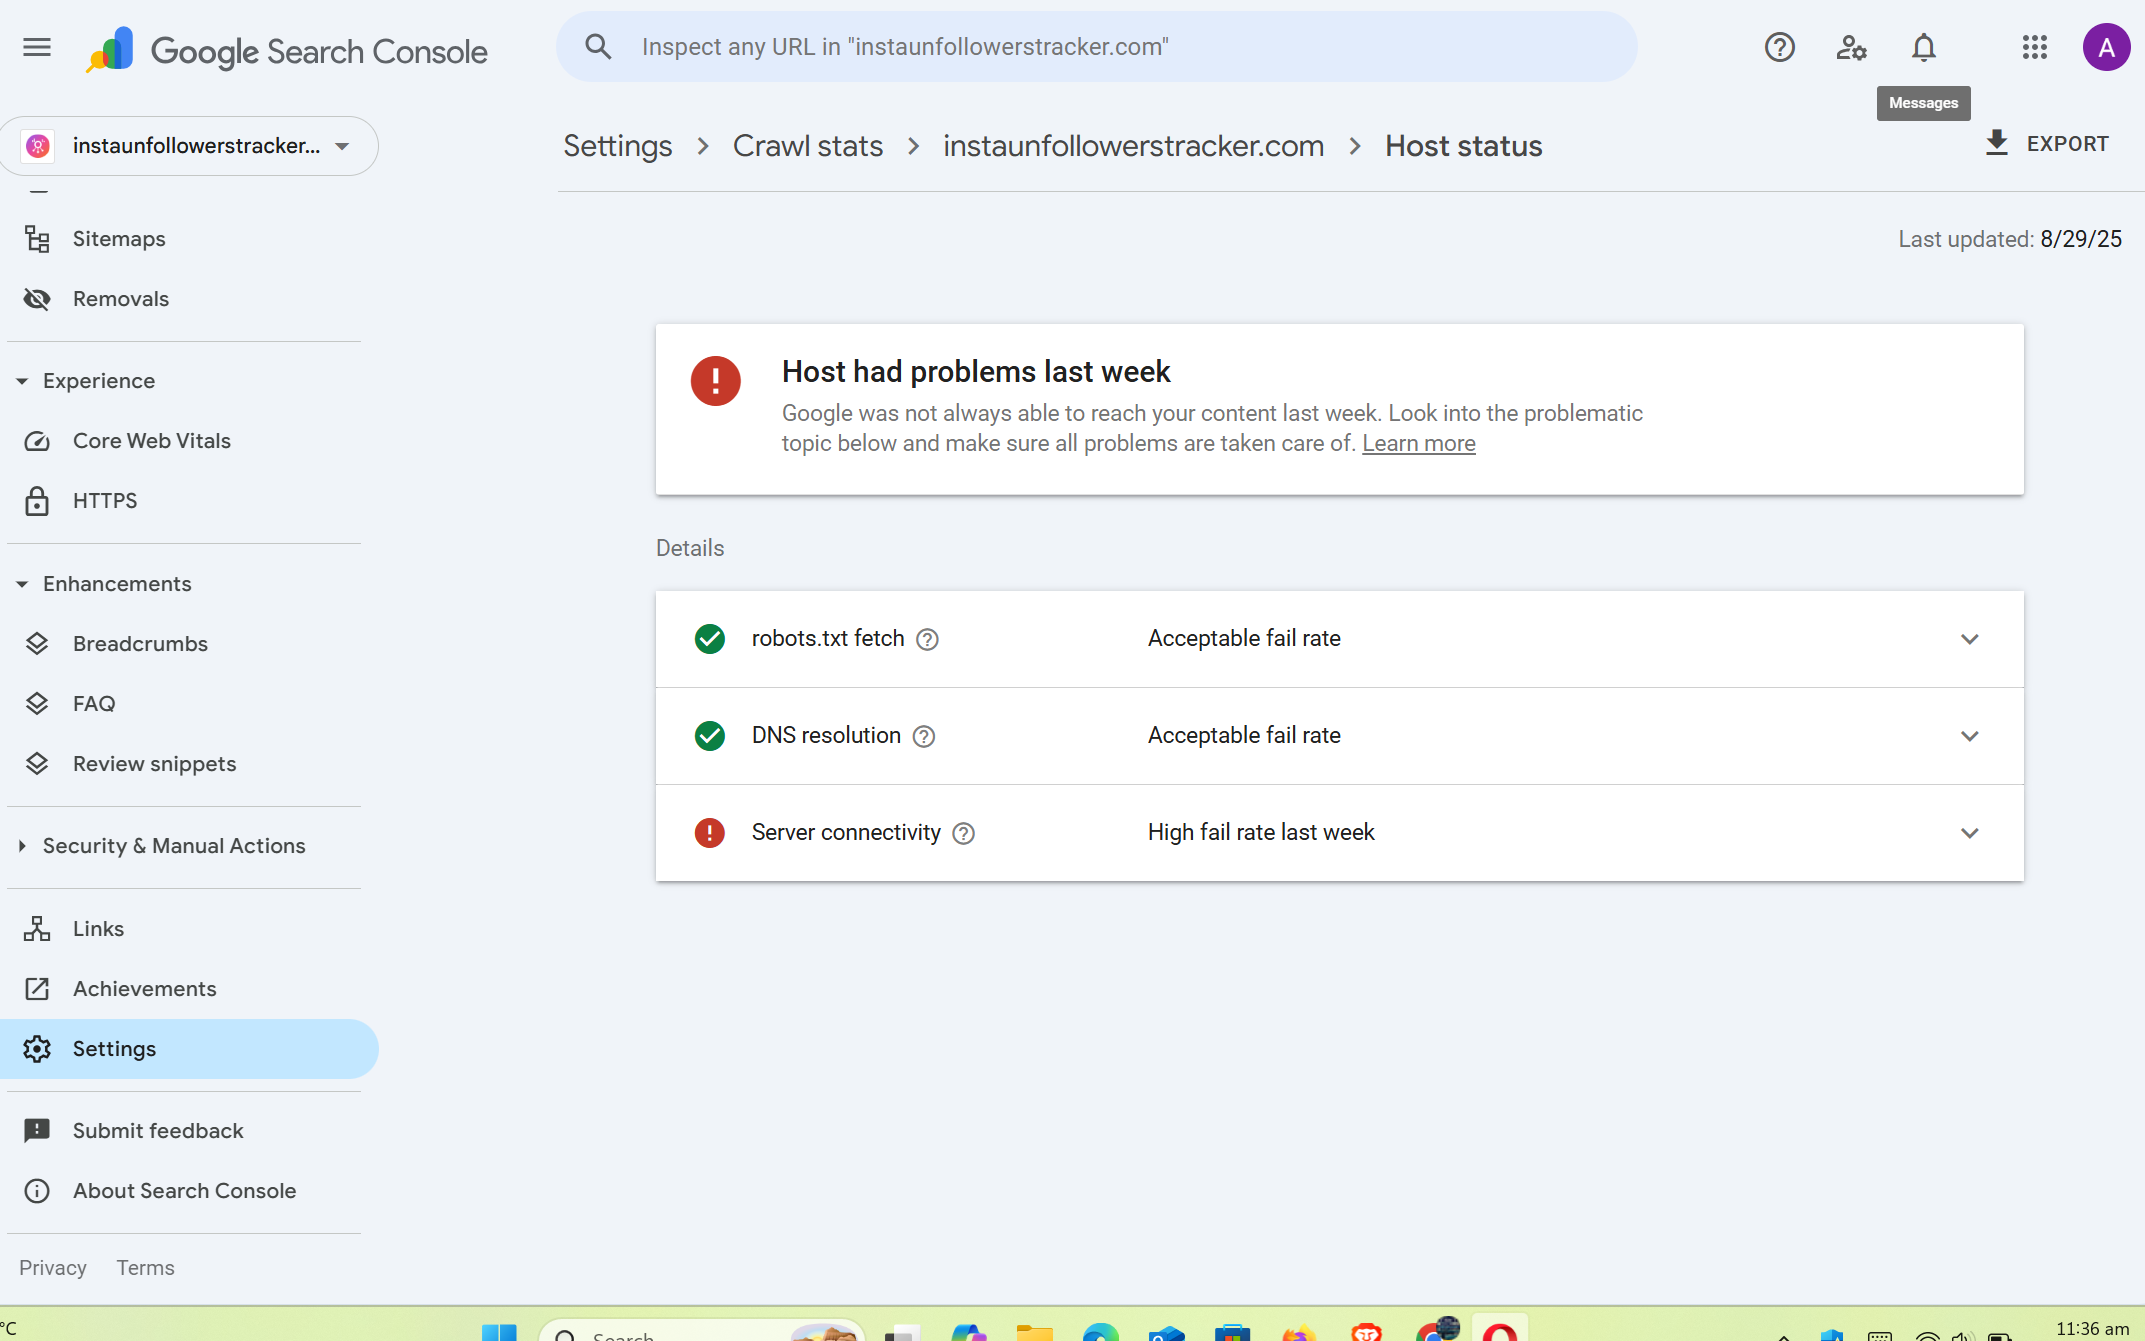 Google Search Console
Inspect any URL in "instaunfollowerstracker.com"
A
Messages
instaunfollowerstracker...
Settings > Crawl stats > instaunfollowerstracker.com > Host status
EXPORT
Last updated: 8/29/25
Sitemaps
Removals
Experience
Core Web Vitals
HTTPS
Enhancements
Breadcrumbs
FAQ
Review snippets
Security & Manual Actions
Links
Achievements
Settings
Submit feedback
About Search Console
Privacy Terms
Host had problems last week
Google was not always able to reach your content last week. Look into the problematic
topic below and make sure all problems are taken care of. Learn more
Details
robots.txt fetch Acceptable fail rate
DNS resolution Acceptable fail rate
Server connectivity High fail rate last week
°C
Search
11:36 am